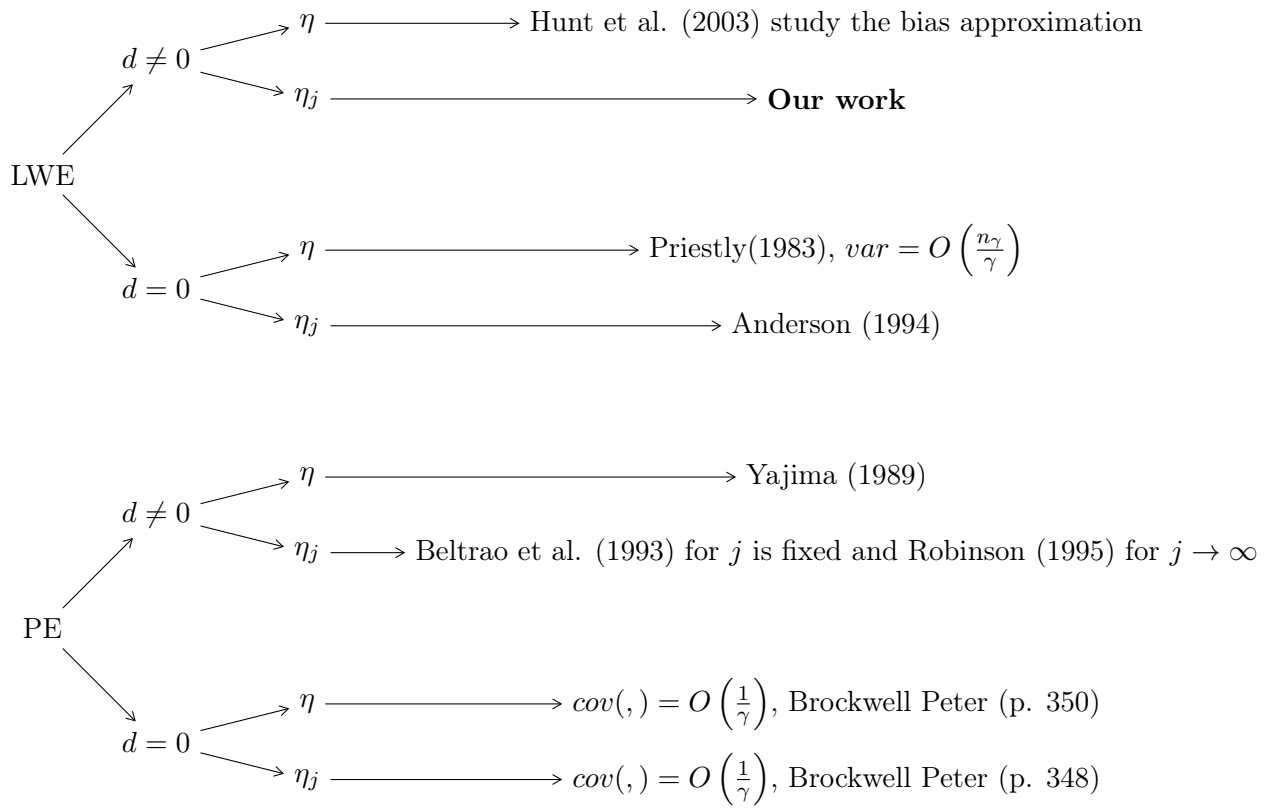 η Hunt et al. (2003) study the bias approximation
d ≠ 0
η_j Our work
LWE
η Priestly(1983), var = O(n_γ/γ)
d = 0
η_j Anderson (1994)
η Yajima (1989)
d ≠ 0
η_j Beltrao et al. (1993) for j is fixed and Robinson (1995) for j → ∞
PE
η cov(,) = O(1/γ), Brockwell Peter (p. 350)
d = 0
η_j cov(,) = O(1/γ), Brockwell Peter (p. 348)